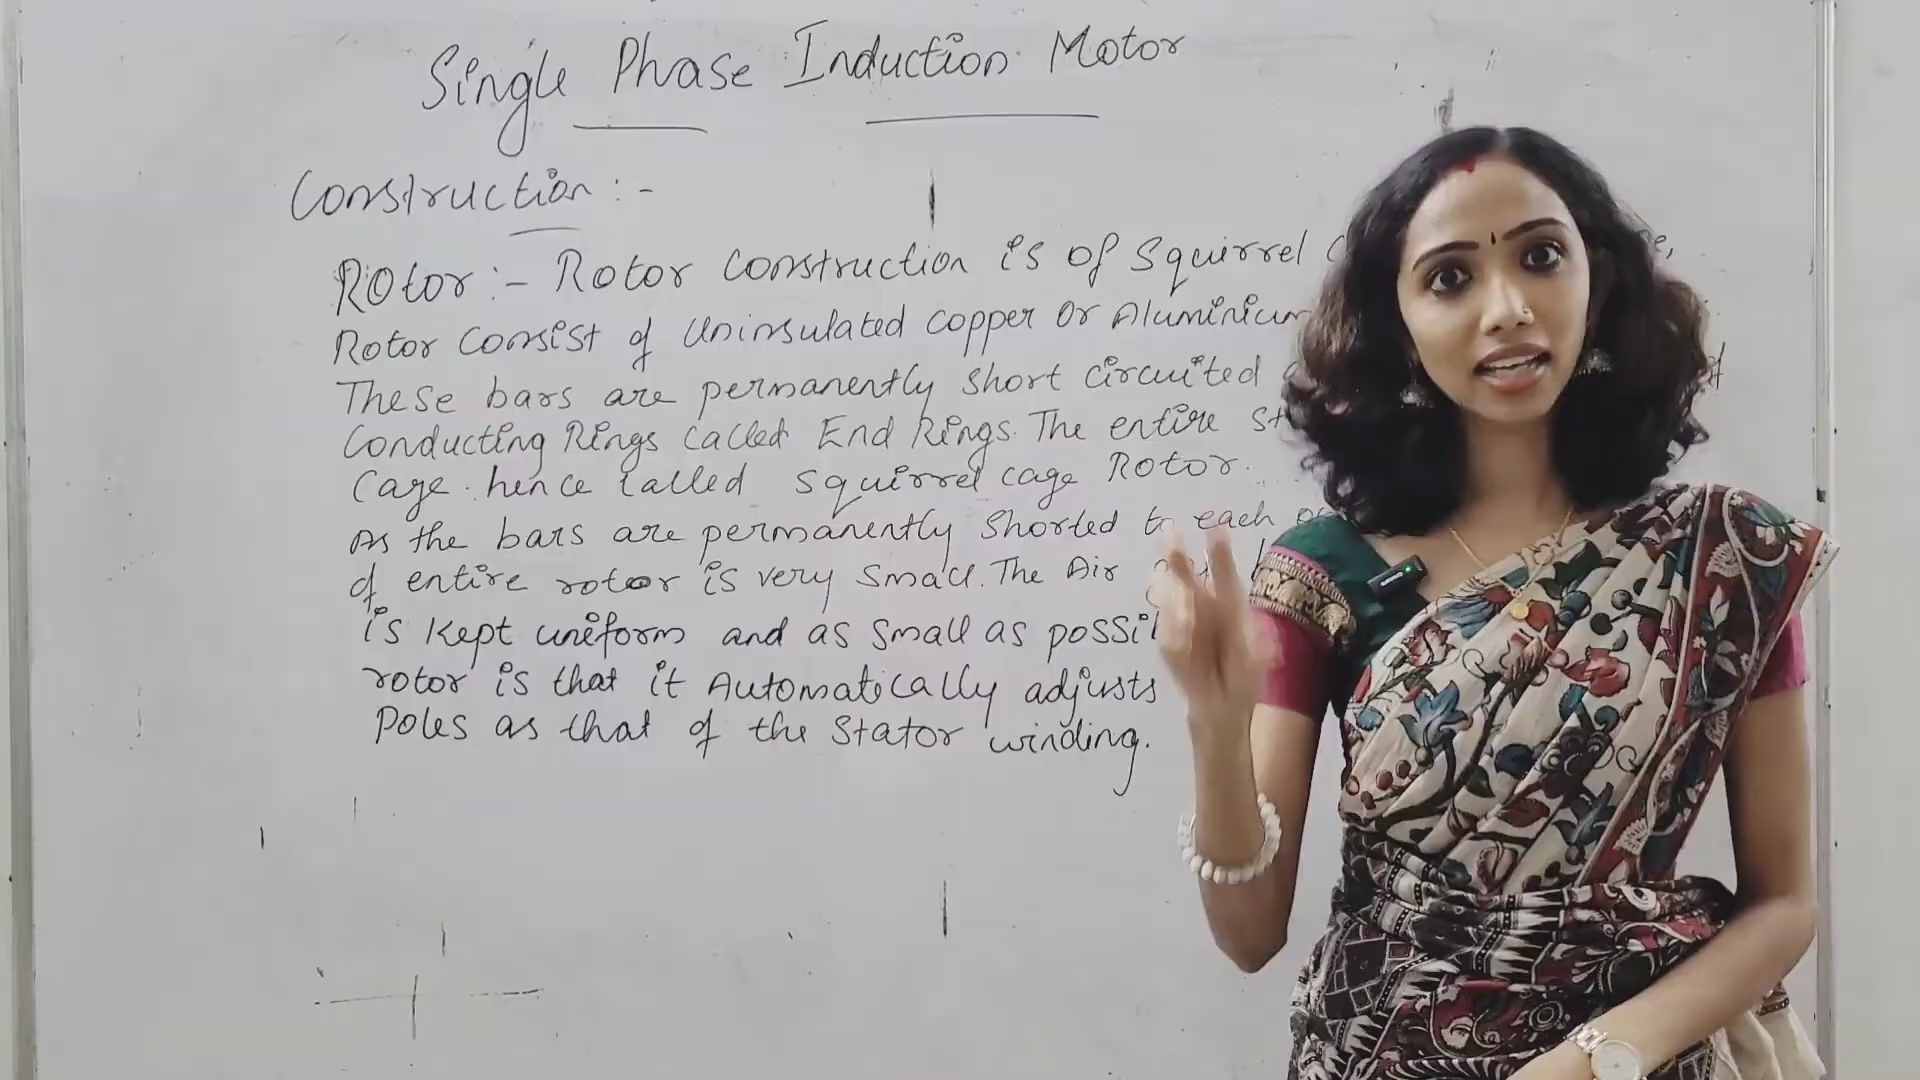 Single Phase Induction Motor
Construction :-
Rotor :- Rotor construction is of Squirrel
Rotor Consist of Uninsulated copper or Aluminium
These bars are permanently short circuited
Conducting Rings called End Rings. The entire
Cage. hence called squirrel cage Rotor.
As the bars are permanently shorted to each
of entire rotor is very small. The Air
is kept uniform and as small as
rotor is that it Automatically adjusts
Poles as that of the Stator winding.